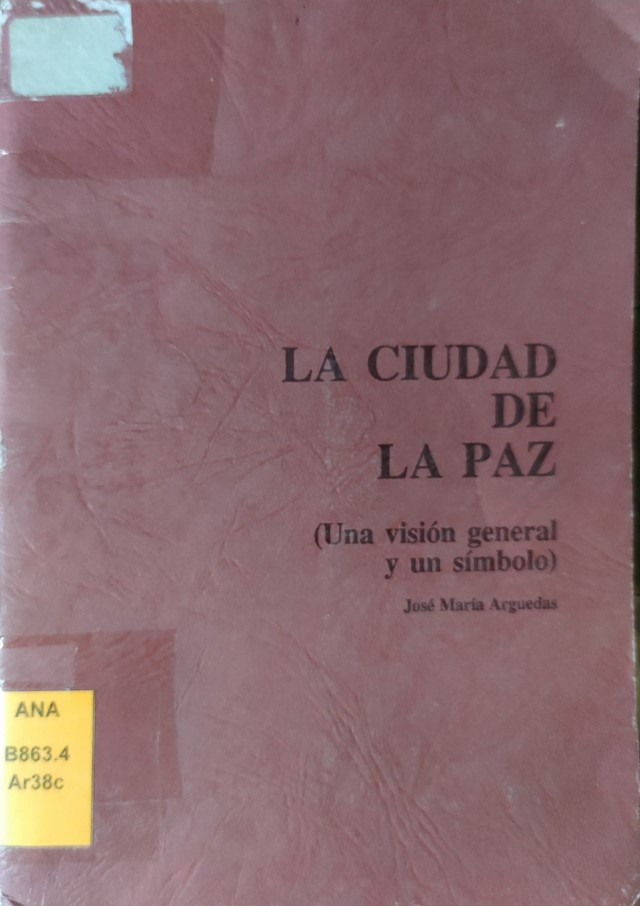 LA CIUDAD
DE
LA PAZ
(Una visión general
y un símbolo)
José María Arguedas
ANA
B863.4
Ar38c